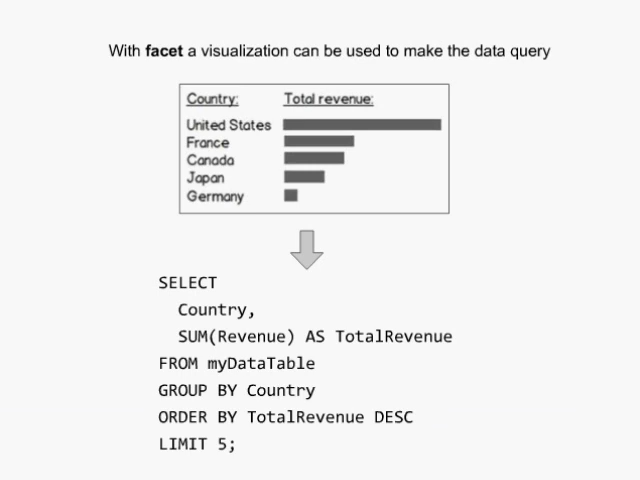 With facet a visualization can be used to make the data query
Country: Total revenue:
United States
France
Canada
Japan
Germany
SELECT
Country,
SUM(Revenue) AS TotalRevenue
FROM myDataTable
GROUP BY Country
ORDER BY TotalRevenue DESC
LIMIT 5;